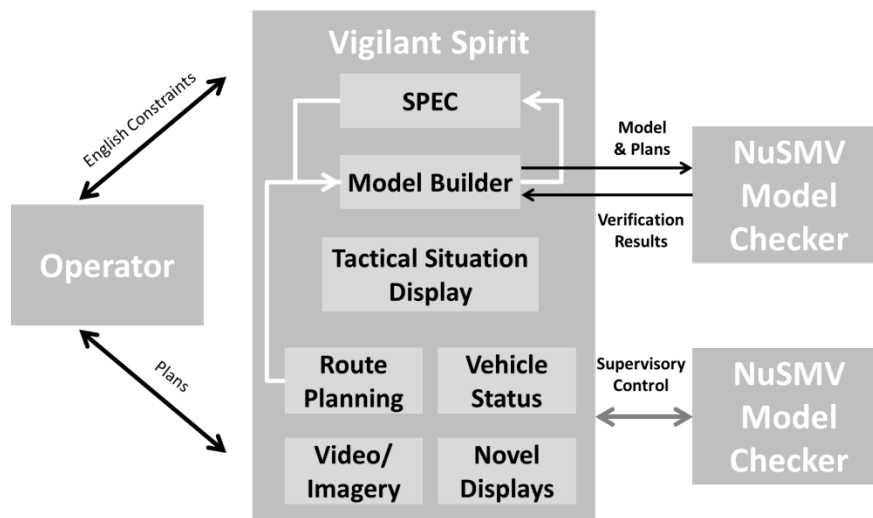 Vigilant Spirit
SPEC
Model Builder
Tactical Situation
Display
Route
Planning
Vehicle
Status
Video/
Imagery
Novel
Displays
Operator
English Constraints
Plans
Model
& Plans
Verification
Results
NuSMV
Model
Checker
Supervisory
Control
NuSMV
Model
Checker